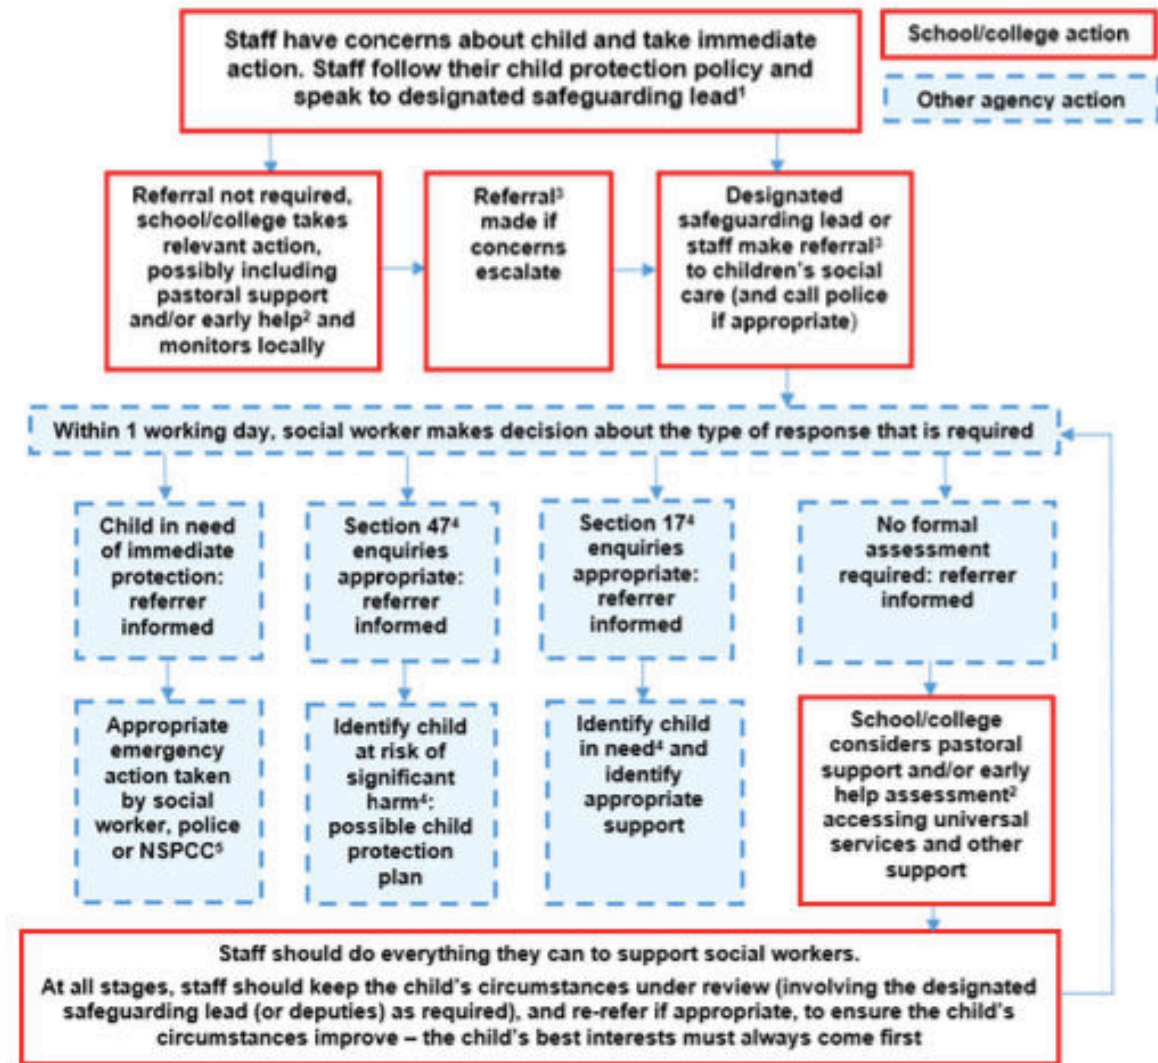 Staff have concerns about child and take immediate
action. Staff follow their child protection policy and
speak to designated safeguarding lead¹
School/college action
Other agency action
Referral not required,
school/college takes
relevant action,
possibly including
pastoral support
and/or early help² and
monitors locally
Referral³
made if
concerns
escalate
Designated
safeguarding lead or
staff make referral³
to children's social
care (and call police
if appropriate)
Within 1 working day, social worker makes decision about the type of response that is required
Child in need
of immediate
protection:
referrer
informed
Section 47⁴
enquiries
appropriate:
referrer
informed
Section 17⁴
enquiries
appropriate:
referrer
informed
No formal
assessment
required: referrer
informed
Appropriate
emergency
action taken
by social
worker, police
or NSPCC⁵
Identify child
at risk of
significant
harm⁴:
possible child
protection
plan
Identify child
in need⁴ and
identify
appropriate
support
School/college
considers pastoral
support and/or early
help assessment²
accessing universal
services and other
support
Staff should do everything they can to support social workers.
At all stages, staff should keep the child's circumstances under review (involving the designated
safeguarding lead (or deputies) as required), and re-refer if appropriate, to ensure the child's
circumstances improve – the child's best interests must always come first